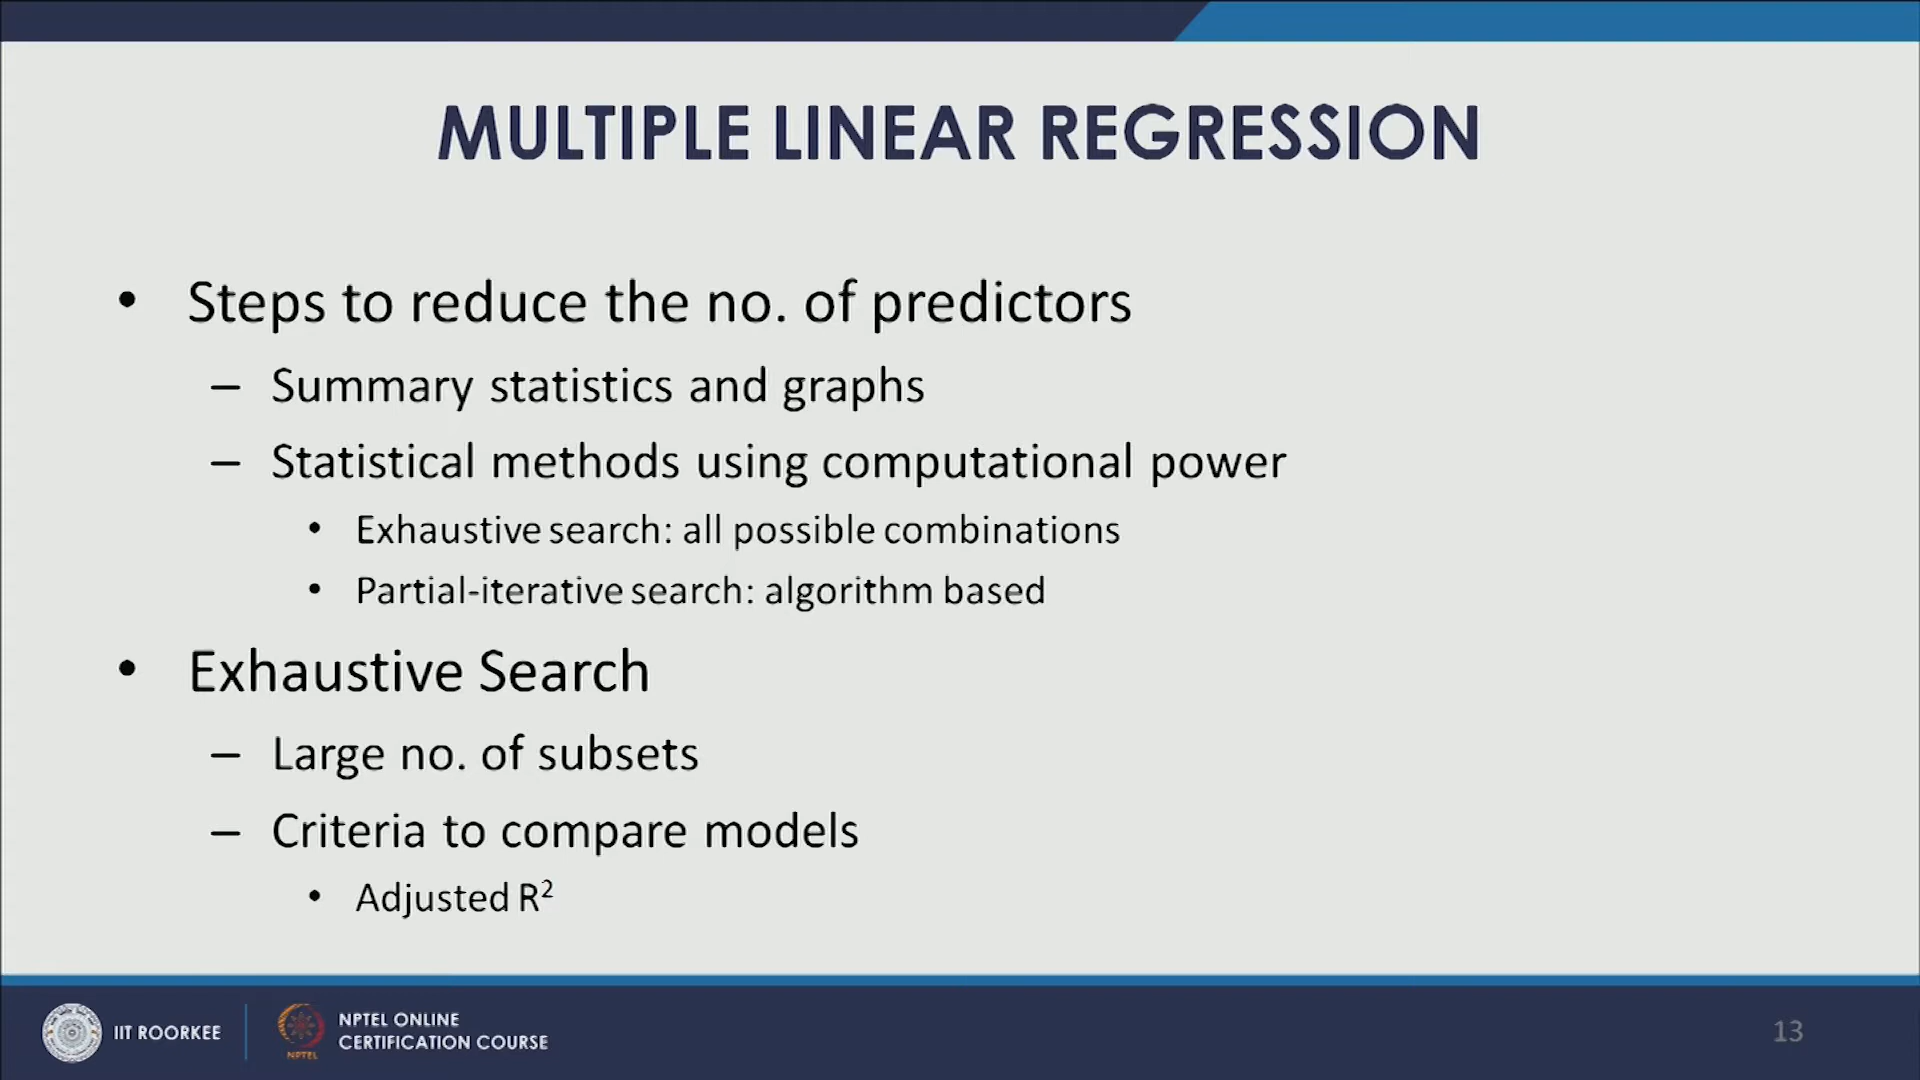 MULTIPLE LINEAR REGRESSION
• Steps to reduce the no. of predictors
– Summary statistics and graphs
– Statistical methods using computational power
• Exhaustive search: all possible combinations
• Partial-iterative search: algorithm based
• Exhaustive Search
– Large no. of subsets
– Criteria to compare models
• Adjusted R²
IIT ROORKEE
NPTEL
NPTEL ONLINE
CERTIFICATION COURSE
13